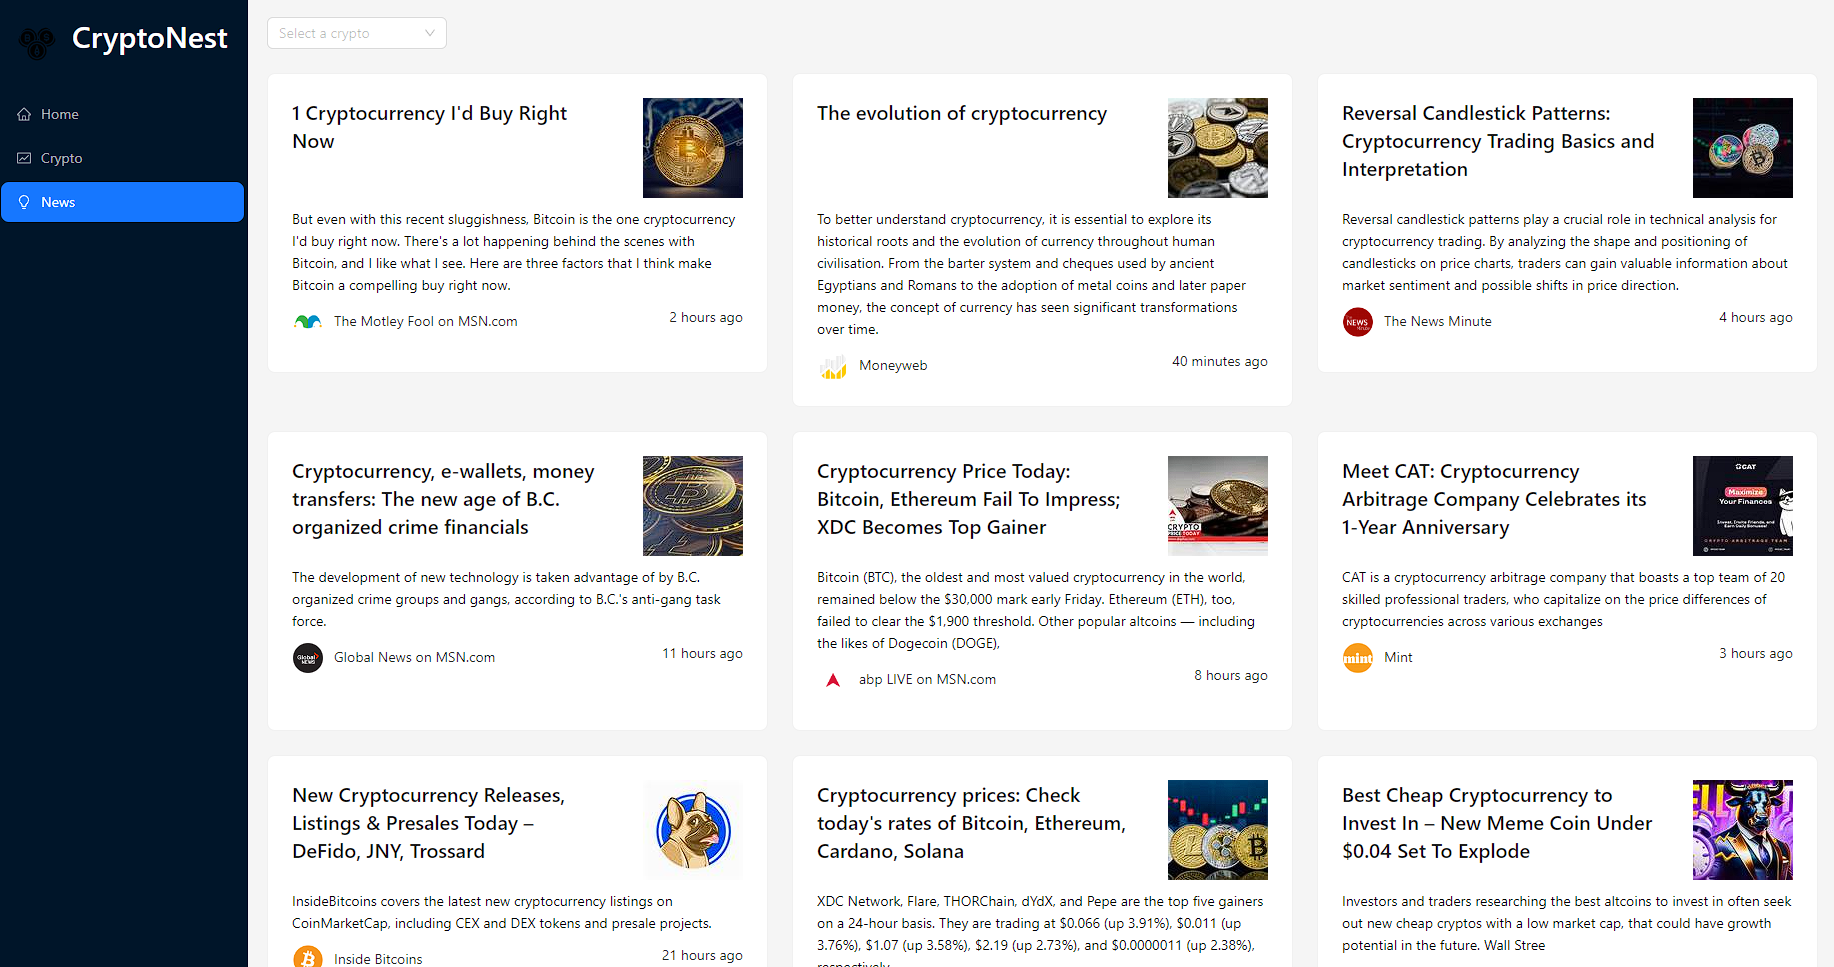 CryptoNest
Home
Crypto
News
Select a crypto
1 Cryptocurrency I'd Buy Right
Now
But even with this recent sluggishness, Bitcoin is the one cryptocurrency
I'd buy right now. There's a lot happening behind the scenes with
Bitcoin, and I like what I see. Here are three factors that I think make
Bitcoin a compelling buy right now.
The Motley Fool on MSN.com
2 hours ago
The evolution of cryptocurrency
To better understand cryptocurrency, it is essential to explore its
historical roots and the evolution of currency throughout human
civilisation. From the barter system and cheques used by ancient
Egyptians and Romans to the adoption of metal coins and later paper
money, the concept of currency has seen significant transformations
over time.
Moneyweb
40 minutes ago
Reversal Candlestick Patterns:
Cryptocurrency Trading Basics and
Interpretation
Reversal candlestick patterns play a crucial role in technical analysis for
cryptocurrency trading. By analyzing the shape and positioning of
candlesticks on price charts, traders can gain valuable information about
market sentiment and possible shifts in price direction.
NEWS
The News Minute
4 hours ago
Cryptocurrency, e-wallets, money
transfers: The new age of B.C.
organized crime financials
The development of new technology is taken advantage of by B.C.
organized crime groups and gangs, according to B.C.'s anti-gang task
force.
Global
NEWS
Global News on MSN.com
11 hours ago
Cryptocurrency Price Today:
Bitcoin, Ethereum Fail To Impress;
XDC Becomes Top Gainer
CRYPTO
PRICE TODAY
Bitcoin (BTC), the oldest and most valued cryptocurrency in the world,
remained below the $30,000 mark early Friday. Ethereum (ETH), too,
failed to clear the $1,900 threshold. Other popular altcoins — including
the likes of Dogecoin (DOGE),
abp LIVE on MSN.com
8 hours ago
Meet CAT: Cryptocurrency
Arbitrage Company Celebrates its
1-Year Anniversary
CAT
Maximize
Your Finances
Invest, Invite Friends, and
Earn Daily Bonuses!
CRYPTO ARBITRAGE TEAM
CAT is a cryptocurrency arbitrage company that boasts a top team of 20
skilled professional traders, who capitalize on the price differences of
cryptocurrencies across various exchanges
mint
Mint
3 hours ago
New Cryptocurrency Releases,
Listings & Presales Today –
DeFido, JNY, Trossard
InsideBitcoins covers the latest new cryptocurrency listings on
CoinMarketCap, including CEX and DEX tokens and presale projects.
Inside Bitcoins
21 hours ago
Cryptocurrency prices: Check
today's rates of Bitcoin, Ethereum,
Cardano, Solana
XDC Network, Flare, THORChain, dYdX, and Pepe are the top five gainers
on a 24-hour basis. They are trading at $0.066 (up 3.91%), $0.011 (up
3.76%), $1.07 (up 3.58%), $2.19 (up 2.73%), and $0.0000011 (up 2.38%),
respectively
Best Cheap Cryptocurrency to
Invest In – New Meme Coin Under
$0.04 Set To Explode
Investors and traders researching the best altcoins to invest in often seek
out new cheap cryptos with a low market cap, that could have growth
potential in the future. Wall Stree